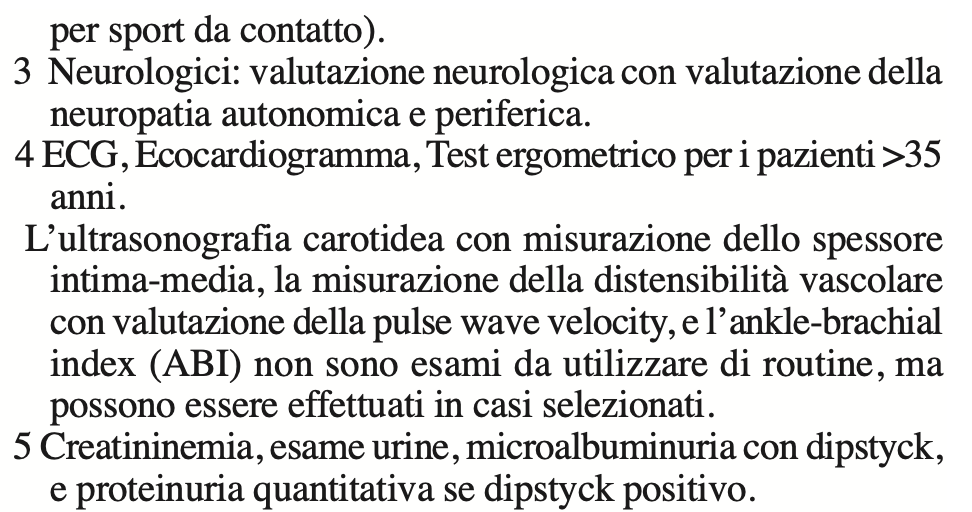 per sport da contatto).
3 Neurologici: valutazione neurologica con valutazione della
neuropatia autonomica e periferica.
4 ECG, Ecocardiogramma, Test ergometrico per i pazienti >35
anni.
L’ultrasonografia carotidea con misurazione dello spessore
intima-media, la misurazione della distensibilità vascolare
con valutazione della pulse wave velocity, e l’ankle-brachial
index (ABI) non sono esami da utilizzare di routine, ma
possono essere effettuati in casi selezionati.
5 Creatininemia, esame urine, microalbuminuria con dipstyck,
e proteinuria quantitativa se dipstyck positivo.